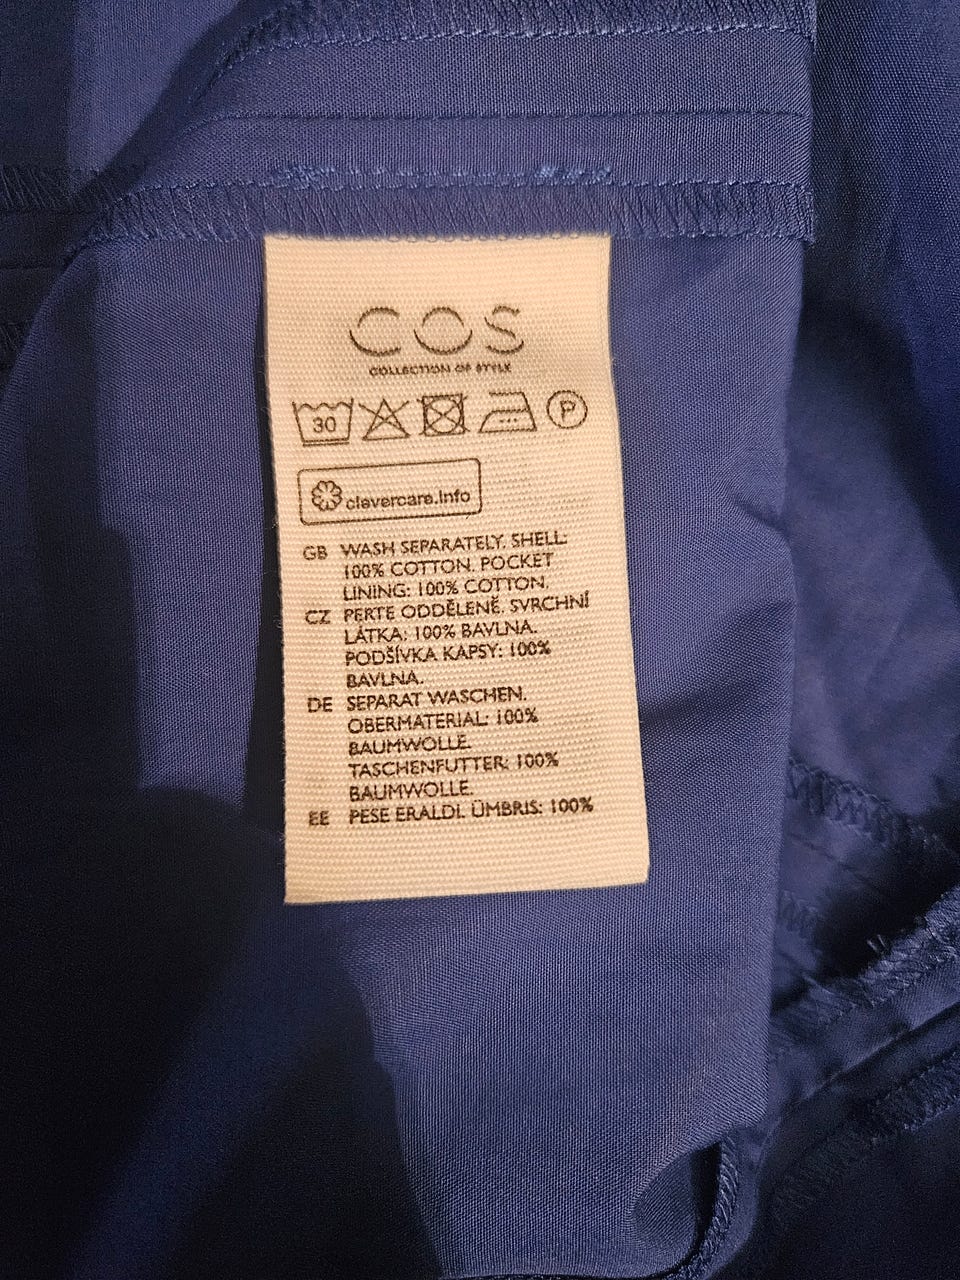 COS
COLLECTION OF STYLE
30 P
clevercare.info
GB WASH SEPARATELY. SHELL:
100% COTTON. POCKET
LINING: 100% COTTON.
CZ PERTE ODDĚLENĚ. SVRCHNÍ
LÁTKA: 100% BAVLNA.
PODŠÍVKA KAPSY: 100%
BAVLNA.
DE SEPARAT WASCHEN.
OBERMATERIAL: 100%
BAUMWOLLE.
TASCHENFUTTER: 100%
BAUMWOLLE.
EE PESE ERALDI. ÜMBRIS: 100%